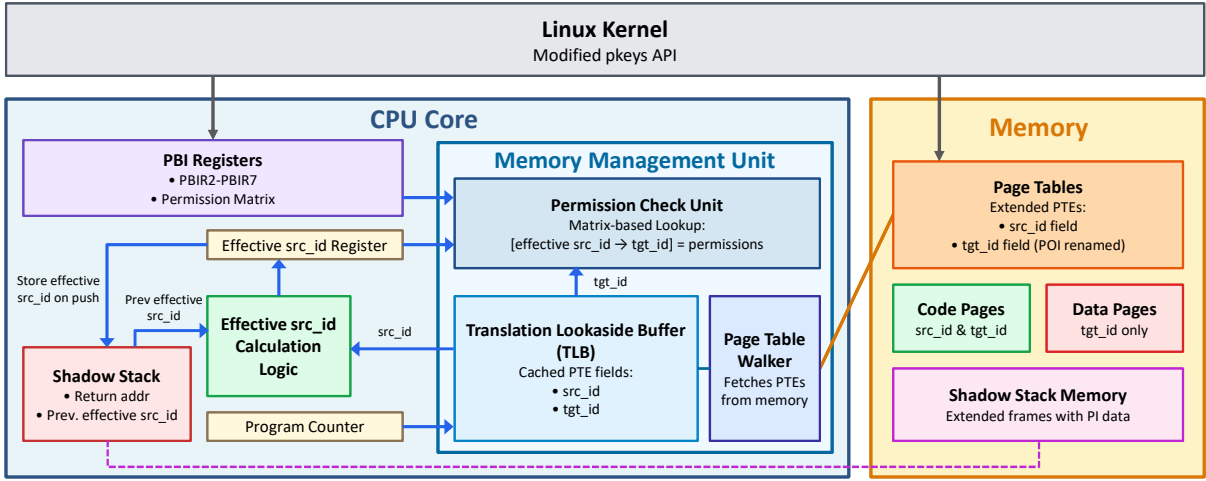 Linux Kernel
Modified pkeys API
CPU Core
PBI Registers
• PBIR2-PBIR7
• Permission Matrix
Effective src_id Register
Store effective
src_id on push
Prev effective
src_id
Effective src_id
Calculation
Logic
src_id
Shadow Stack
• Return addr
• Prev. effective src_id
Program Counter
Memory Management Unit
Permission Check Unit
Matrix-based Lookup:
[effective src_id → tgt_id] = permissions
tgt_id
Translation Lookaside Buffer
(TLB)
Cached PTE fields:
• src_id
• tgt_id
Page Table
Walker
Fetches PTEs
from memory
Memory
Page Tables
Extended PTEs:
• src_id field
• tgt_id field (POI renamed)
Code Pages
src_id & tgt_id
Data Pages
tgt_id only
Shadow Stack Memory
Extended frames with PI data